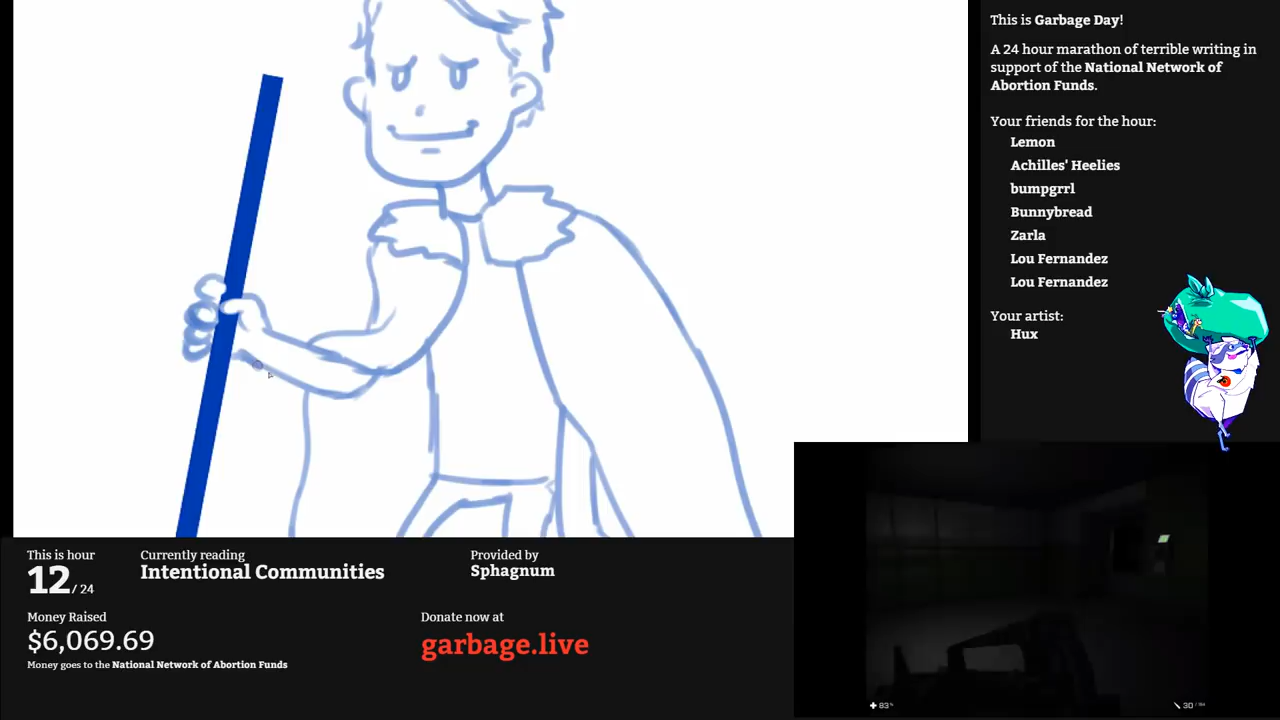 This is Garbage Day!
A 24 hour marathon of terrible writing in
support of the National Network of
Abortion Funds.
Your friends for the hour:
Lemon
Achilles' Heelies
bumpgrrl
Bunnybread
Zarla
Lou Fernandez
Lou Fernandez
Your artist:
Hux
This is hour
12 / 24
Currently reading
Intentional Communities
Provided by
Sphagnum
Money Raised
$6,069.69
Money goes to the National Network of Abortion Funds
Donate now at
garbage.live
83
30